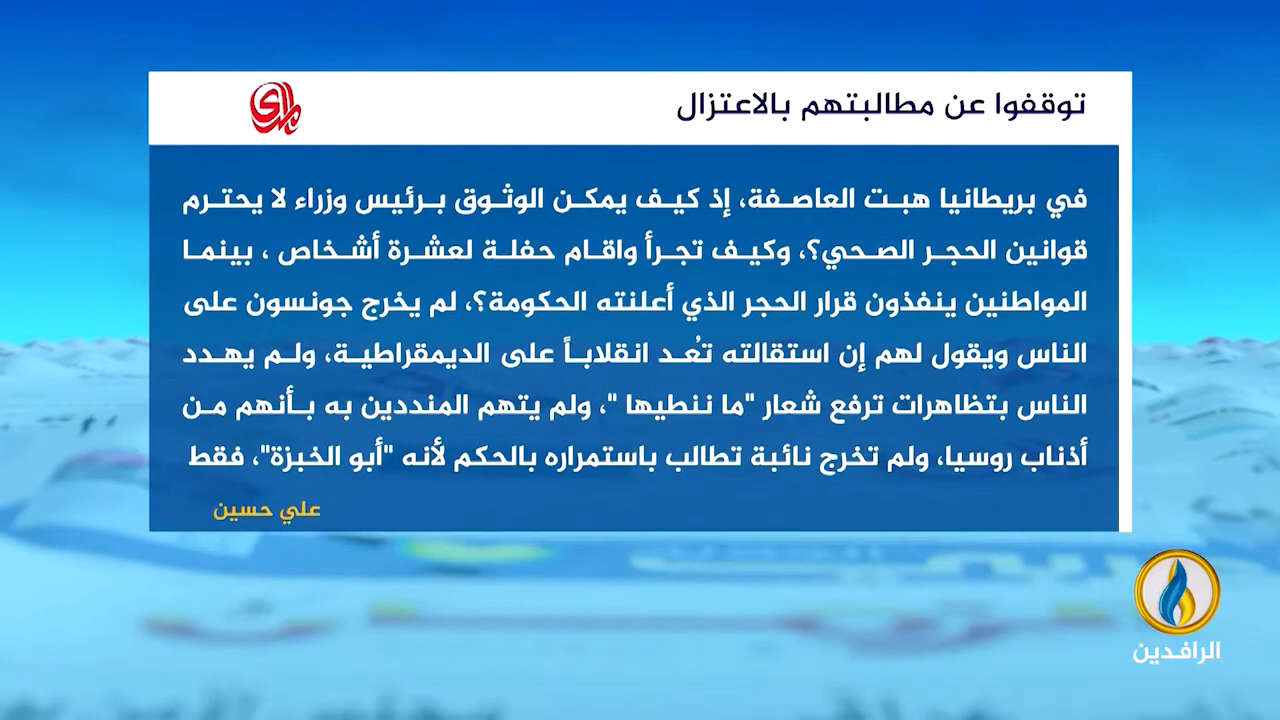 توقفوا عن مطالبتهم بالاعتزال
المدى
في بريطانيا هبت العاصفة، إذ كيف يمكن الوثوق برئيس وزراء لا يحترم
قوانين الحجر الصحي؟، وكيف تجرأ واقام حفلة لعشرة أشخاص ، بينما
المواطنين ينفذون قرار الحجر الذي أعلنته الحكومة؟، لم يخرج جونسون على
الناس ويقول لهم إن استقالته تُعد انقلاباً على الديمقراطية، ولم يهدد
الناس بتظاهرات ترفع شعار "ما ننطيها "، ولم يتهم المنددين به بأنهم من
أذناب روسيا، ولم تخرج نائبة تطالب باستمراره بالحكم لأنه "أبو الخبزة"، فقط
علي حسين
الرافدين